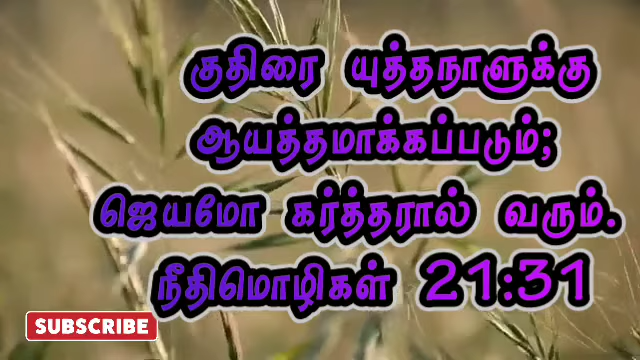 குதிரை யுத்தநாளுக்கு
ஆயத்தமாக்கப்படும்;
ஜெயமோ கர்த்தரால் வரும்.
நீதிமொழிகள் 21:31
SUBSCRIBE